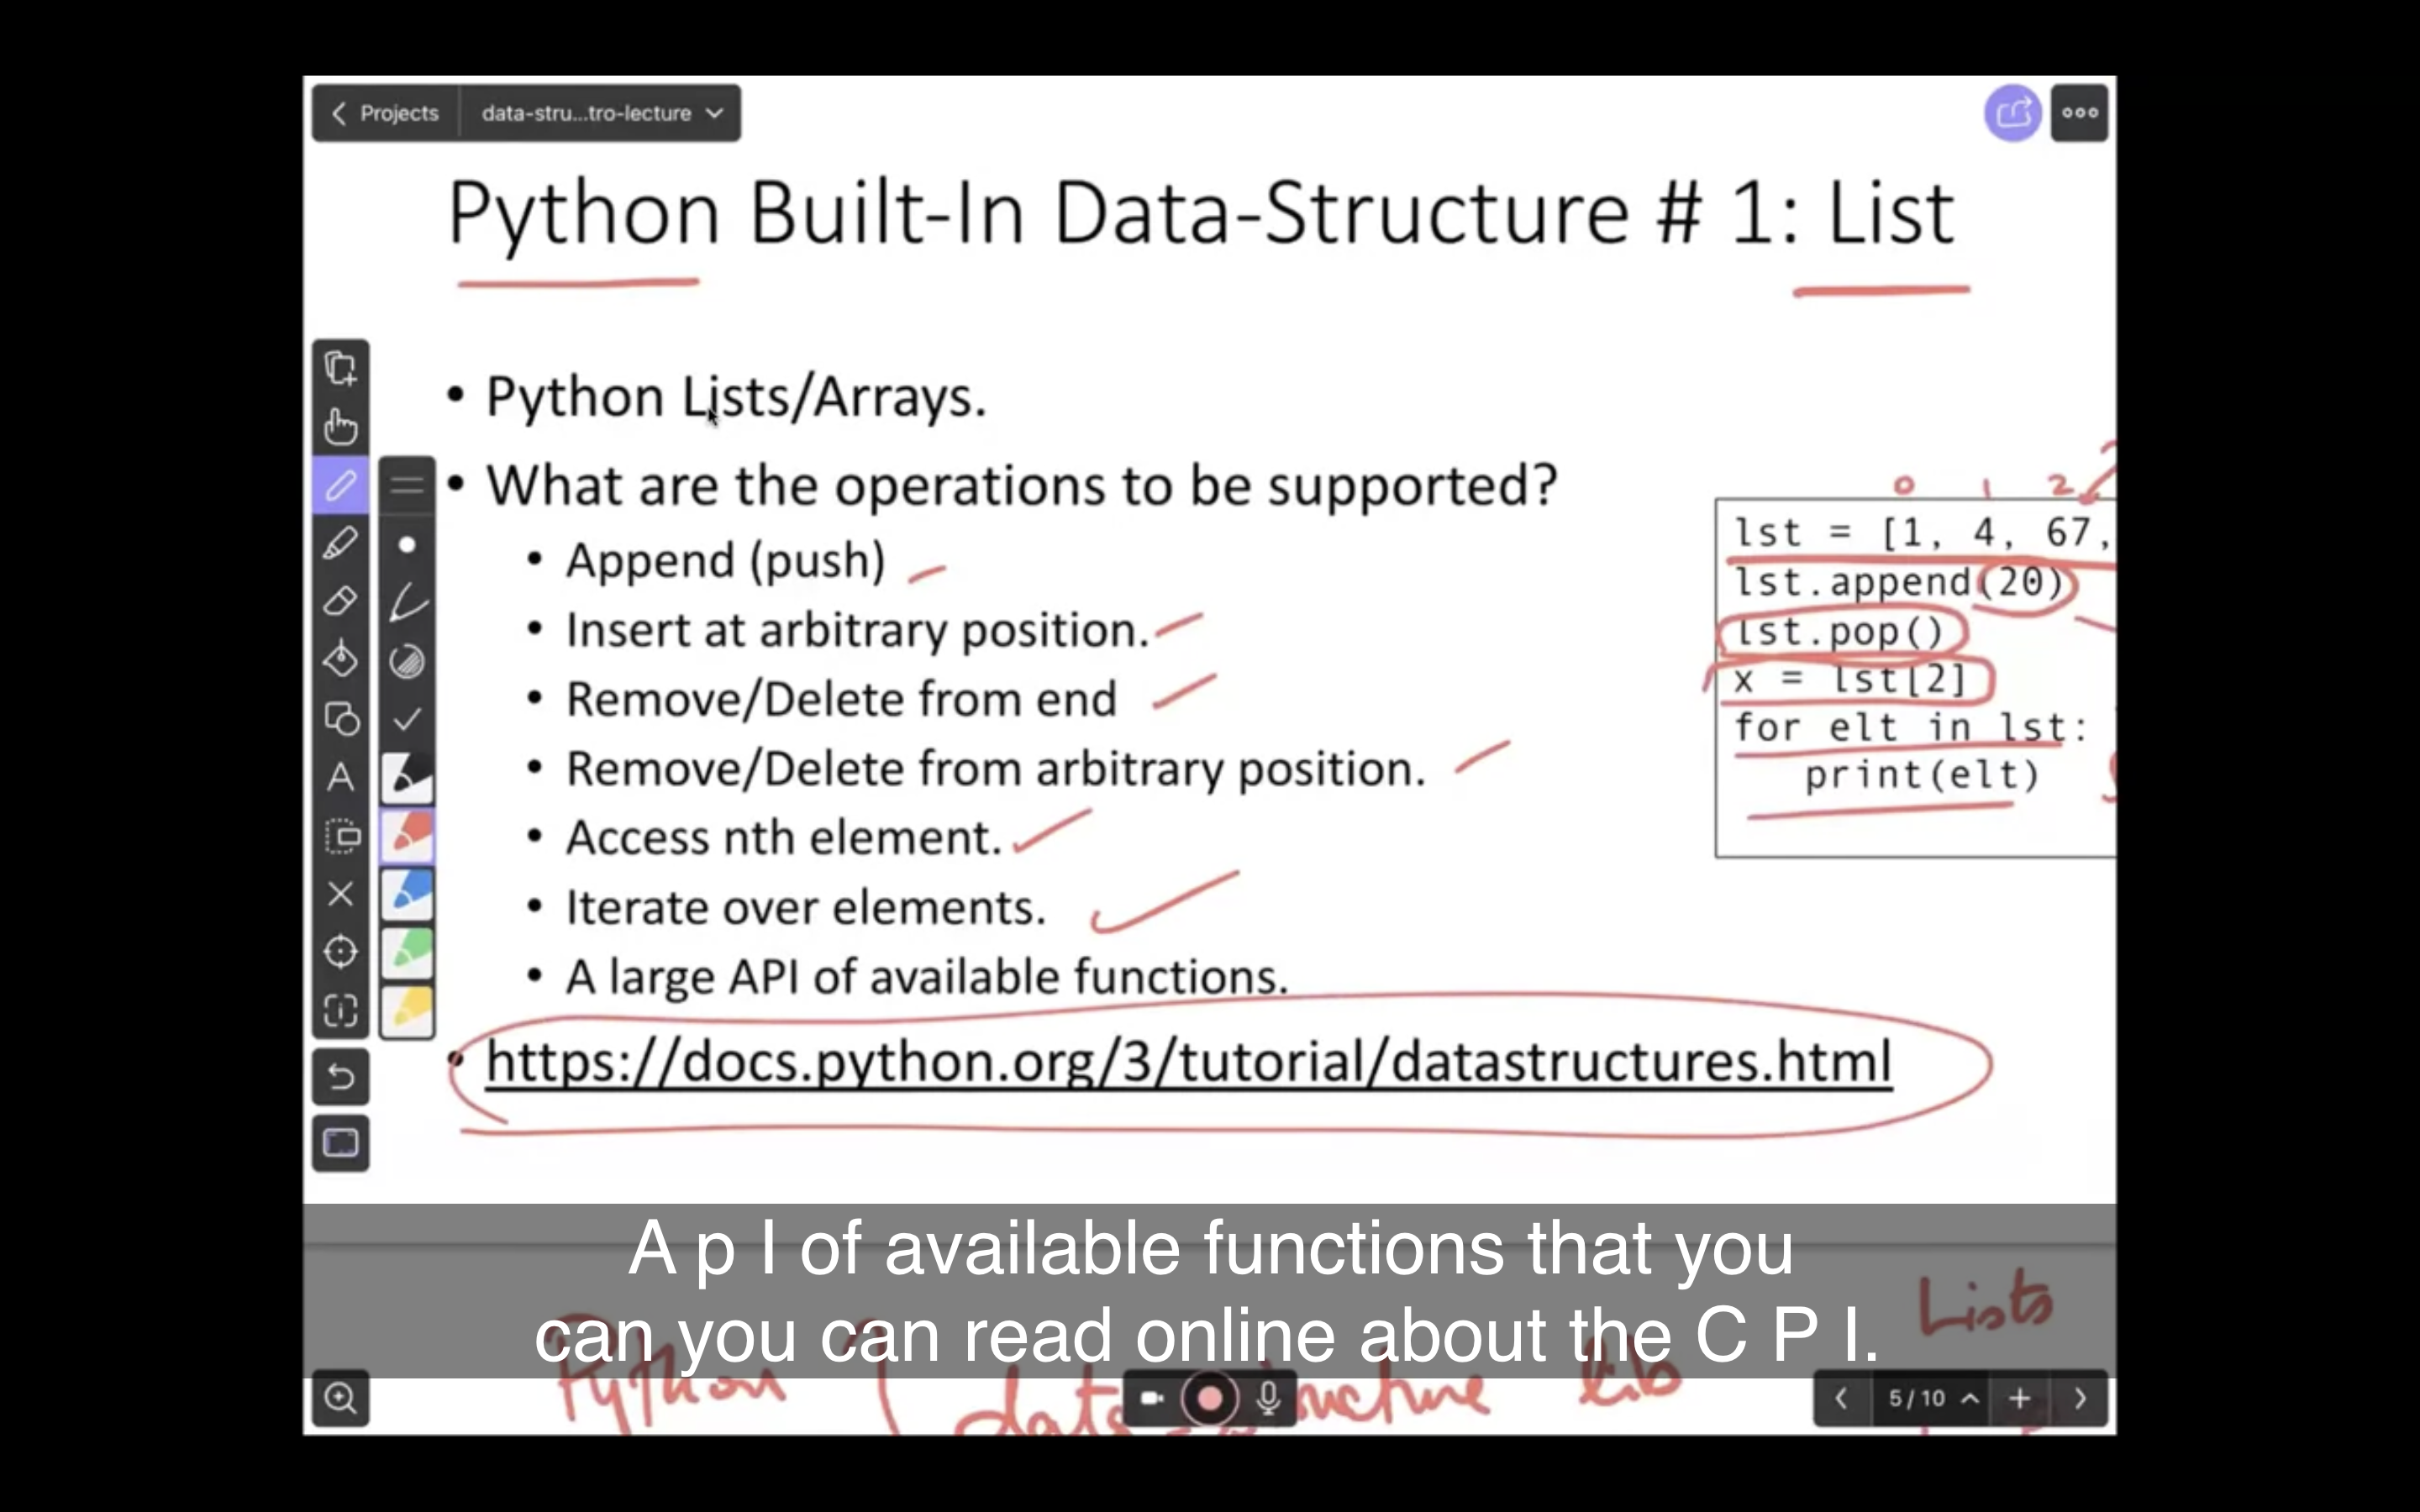 Projects data-stru...tro-lecture
Python Built-In Data-Structure # 1: List
• Python Lists/Arrays.
• What are the operations to be supported?
• Append (push)
• Insert at arbitrary position.
• Remove/Delete from end
• Remove/Delete from arbitrary position.
• Access nth element.
• Iterate over elements.
• A large API of available functions.
• https://docs.python.org/3/tutorial/datastructures.html
0 1 2
lst = [1, 4, 67,
lst.append(20)
lst.pop()
x = lst[2]
for elt in lst:
print(elt)
A p I of available functions that you
can you can read online about the C P I.
Lists
Python data-structure lib
5/10